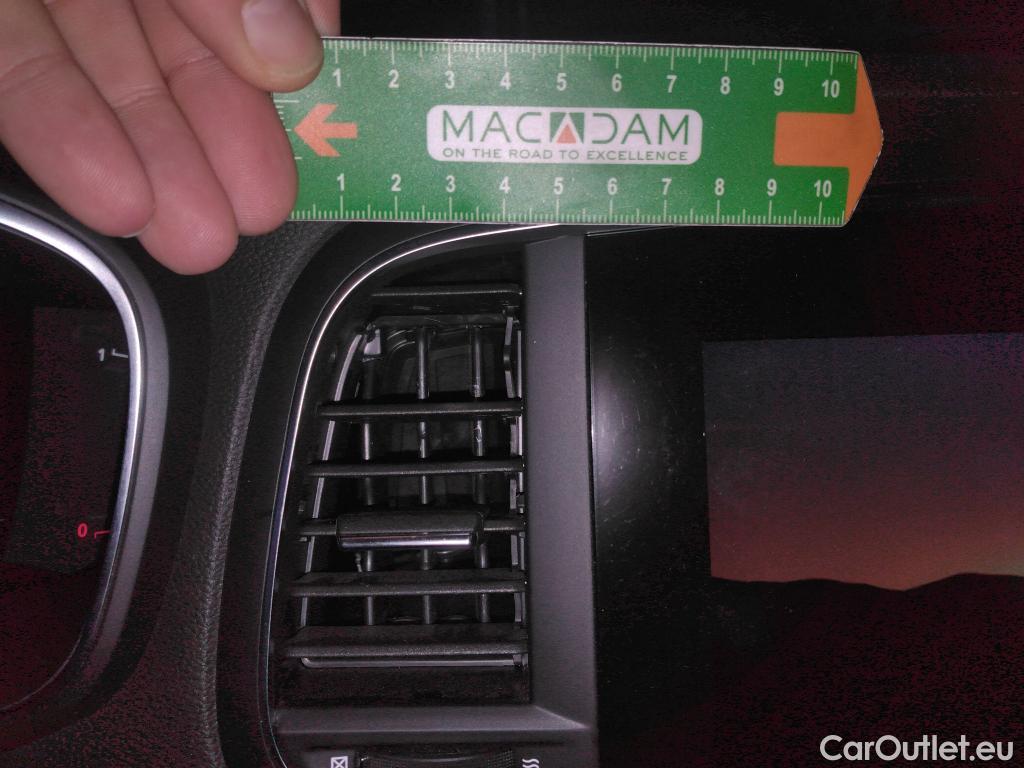 1 2 3 4 5 6 7 8 9 10
MACADAM
ON THE ROAD TO EXCELLENCE
1 2 3 4 5 6 7 8 9 10
1
0
CarOutlet.eu